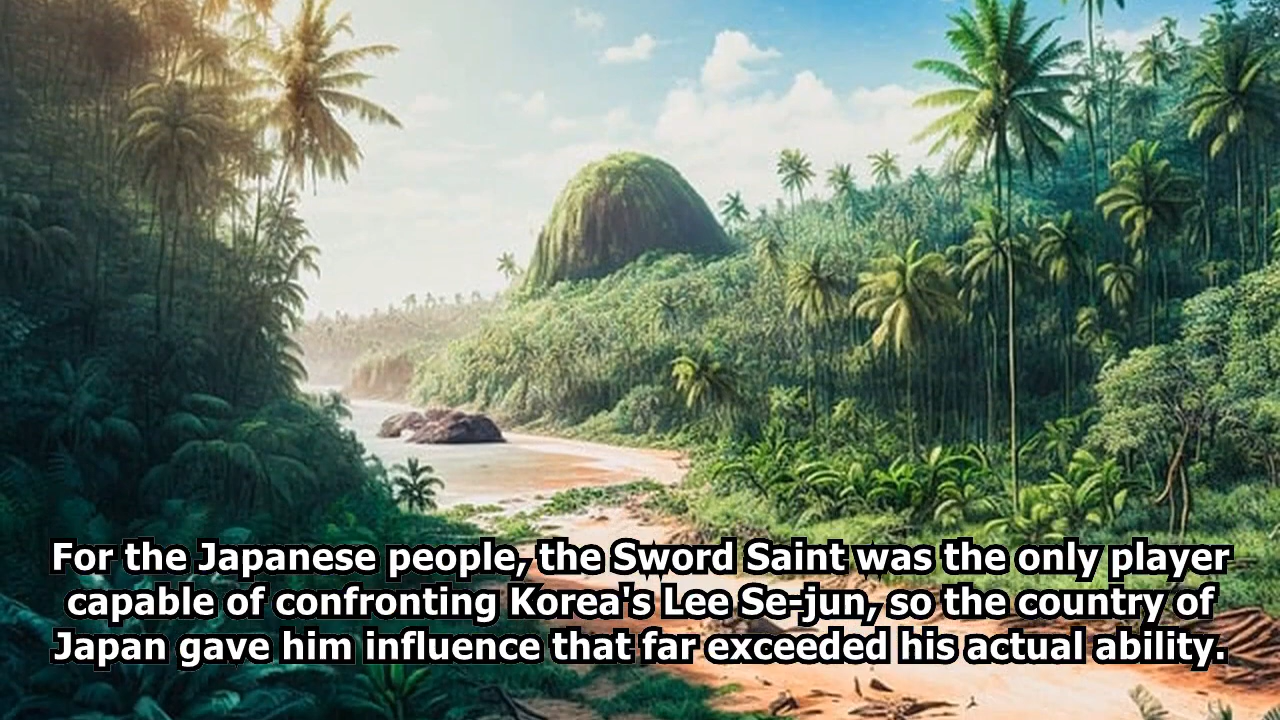 For the Japanese people, the Sword Saint was the only player
capable of confronting Korea's Lee Se-jun, so the country of
Japan gave him influence that far exceeded his actual ability.